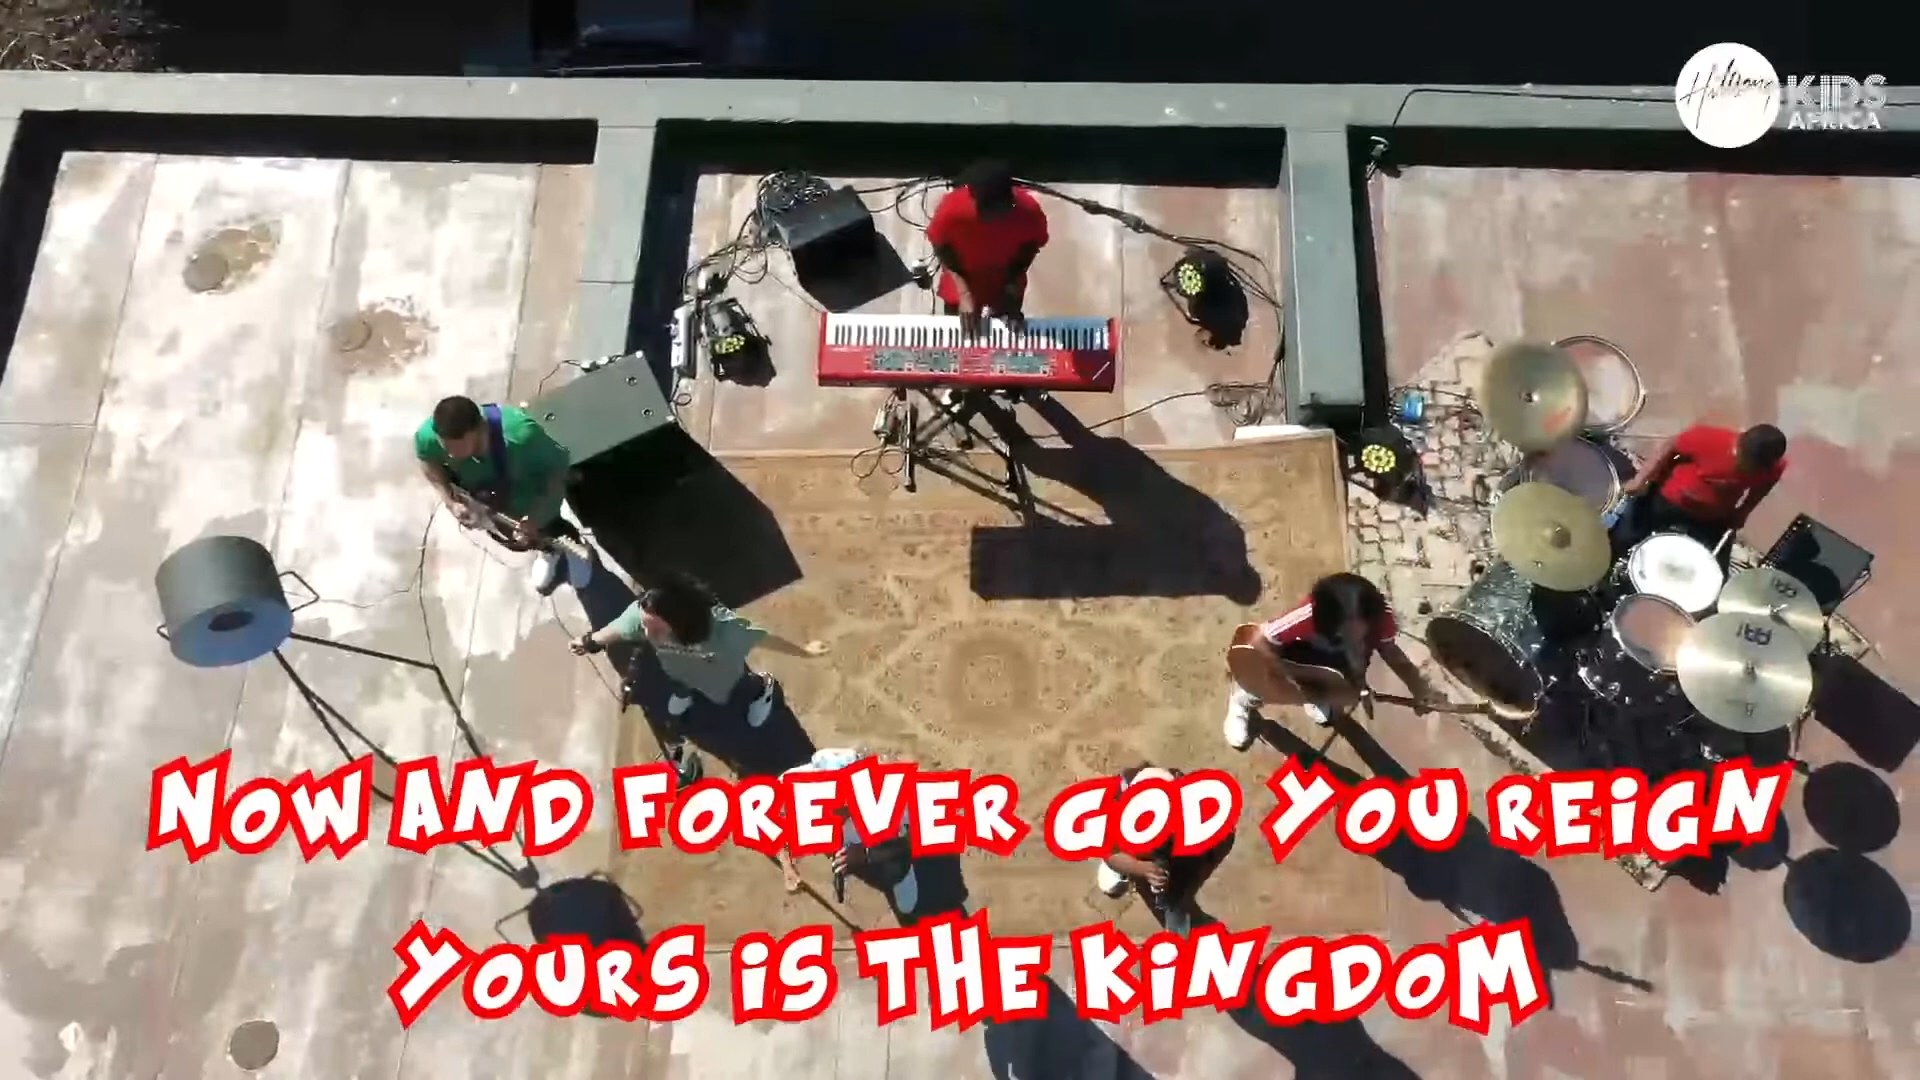 Hillsong KIDS
AFRICA
NOW AND FOREVER GOD YOU REIGN
YOURS iS THE KiNGDOM